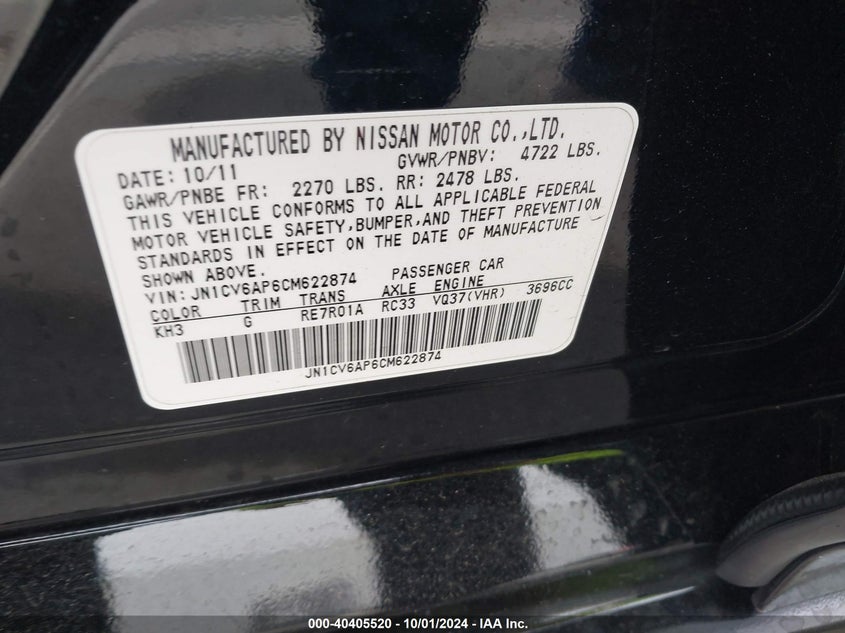 MANUFACTURED BY NISSAN MOTOR CO.,LTD.
DATE: 10/11 GVWR/PNBV: 4722 LBS.
GAWR/PNBE FR: 2270 LBS. RR: 2478 LBS.
THIS VEHICLE CONFORMS TO ALL APPLICABLE FEDERAL
MOTOR VEHICLE SAFETY,BUMPER,AND THEFT PREVENTION
STANDARDS IN EFFECT ON THE DATE OF MANUFACTURE
SHOWN ABOVE.
VIN: JN1CV6AP6CM622874 PASSENGER CAR
COLOR TRIM TRANS AXLE ENGINE
KH3 G RE7R01A RC33 VQ37(VHR) 3696CC
JN1CV6AP6CM622874
000-40405520 - 10/01/2024 - IAA Inc.